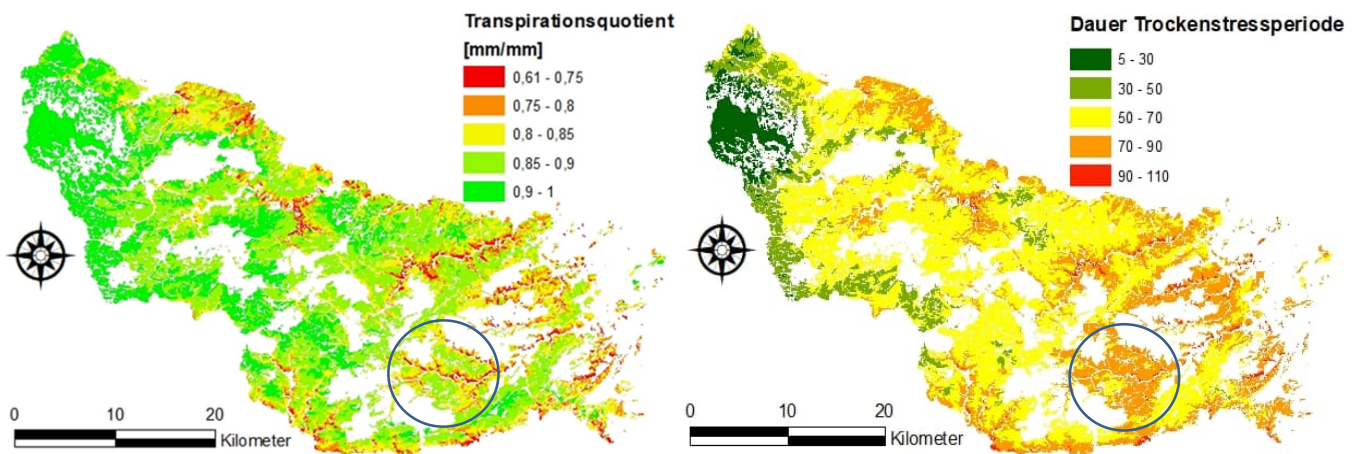 Transpirationsquotient
[mm/mm]
0,61 - 0,75
0,75 - 0,8
0,8 - 0,85
0,85 - 0,9
0,9 - 1
0 10 20
Kilometer
Dauer Trockenstressperiode
5 - 30
30 - 50
50 - 70
70 - 90
90 - 110
0 10 20
Kilometer